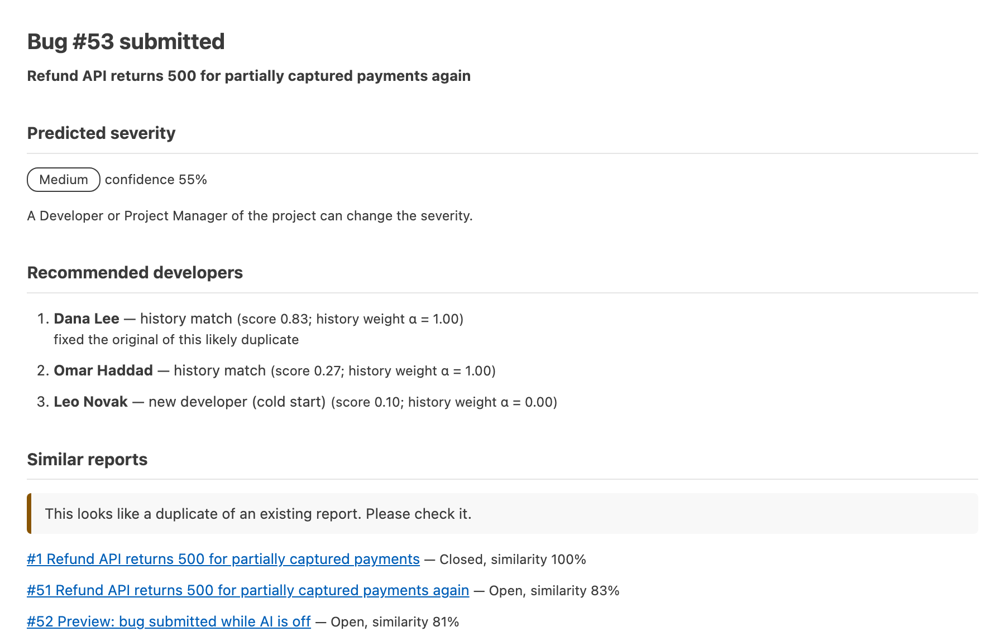 Bug #53 submitted
Refund API returns 500 for partially captured payments again
Predicted severity
Medium confidence 55%
A Developer or Project Manager of the project can change the severity.
Recommended developers
1. Dana Lee — history match (score 0.83; history weight α = 1.00)
fixed the original of this likely duplicate
2. Omar Haddad — history match (score 0.27; history weight α = 1.00)
3. Leo Novak — new developer (cold start) (score 0.10; history weight α = 0.00)
Similar reports
This looks like a duplicate of an existing report. Please check it.
#1 Refund API returns 500 for partially captured payments — Closed, similarity 100%
#51 Refund API returns 500 for partially captured payments again — Open, similarity 83%
#52 Preview: bug submitted while AI is off — Open, similarity 81%